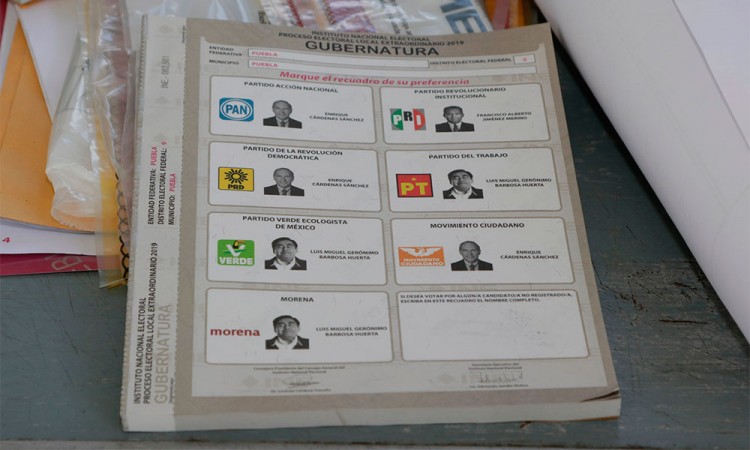 INSTITUTO NACIONAL ELECTORAL
PROCESO ELECTORAL LOCAL EXTRAORDINARIO 2019
GUBERNATURA
ENTIDAD FEDERATIVA: PUEBLA
MUNICIPIO: PUEBLA DISTRITO ELECTORAL FEDERAL: 9
Marque el recuadro de su preferencia
PARTIDO ACCIÓN NACIONAL
PAN
ENRIQUE
CÁRDENAS SÁNCHEZ
PARTIDO REVOLUCIONARIO
INSTITUCIONAL
PRI
FRANCISCO ALBERTO
JIMÉNEZ MERINO
PARTIDO DE LA REVOLUCIÓN
DEMOCRÁTICA
PRD
ENRIQUE
CÁRDENAS SÁNCHEZ
PARTIDO DEL TRABAJO
PT
LUIS MIGUEL GERÓNIMO
BARBOSA HUERTA
PARTIDO VERDE ECOLOGISTA
DE MÉXICO
VERDE
LUIS MIGUEL GERÓNIMO
BARBOSA HUERTA
MOVIMIENTO CIUDADANO
MOVIMIENTO
CIUDADANO
ENRIQUE
CÁRDENAS SÁNCHEZ
MORENA
morena
LUIS MIGUEL GERÓNIMO
BARBOSA HUERTA
SI DESEA VOTAR POR ALGÚN/A CANDIDATO/A NO REGISTRADO/A,
ESCRIBA EN ESTE RECUADRO EL NOMBRE COMPLETO.
INSTITUTO NACIONAL ELECTORAL
PROCESO ELECTORAL LOCAL EXTRAORDINARIO 2019
GUBERNATURA
ENTIDAD FEDERATIVA: PUEBLA
DISTRITO ELECTORAL FEDERAL: 9
MUNICIPIO: PUEBLA
4